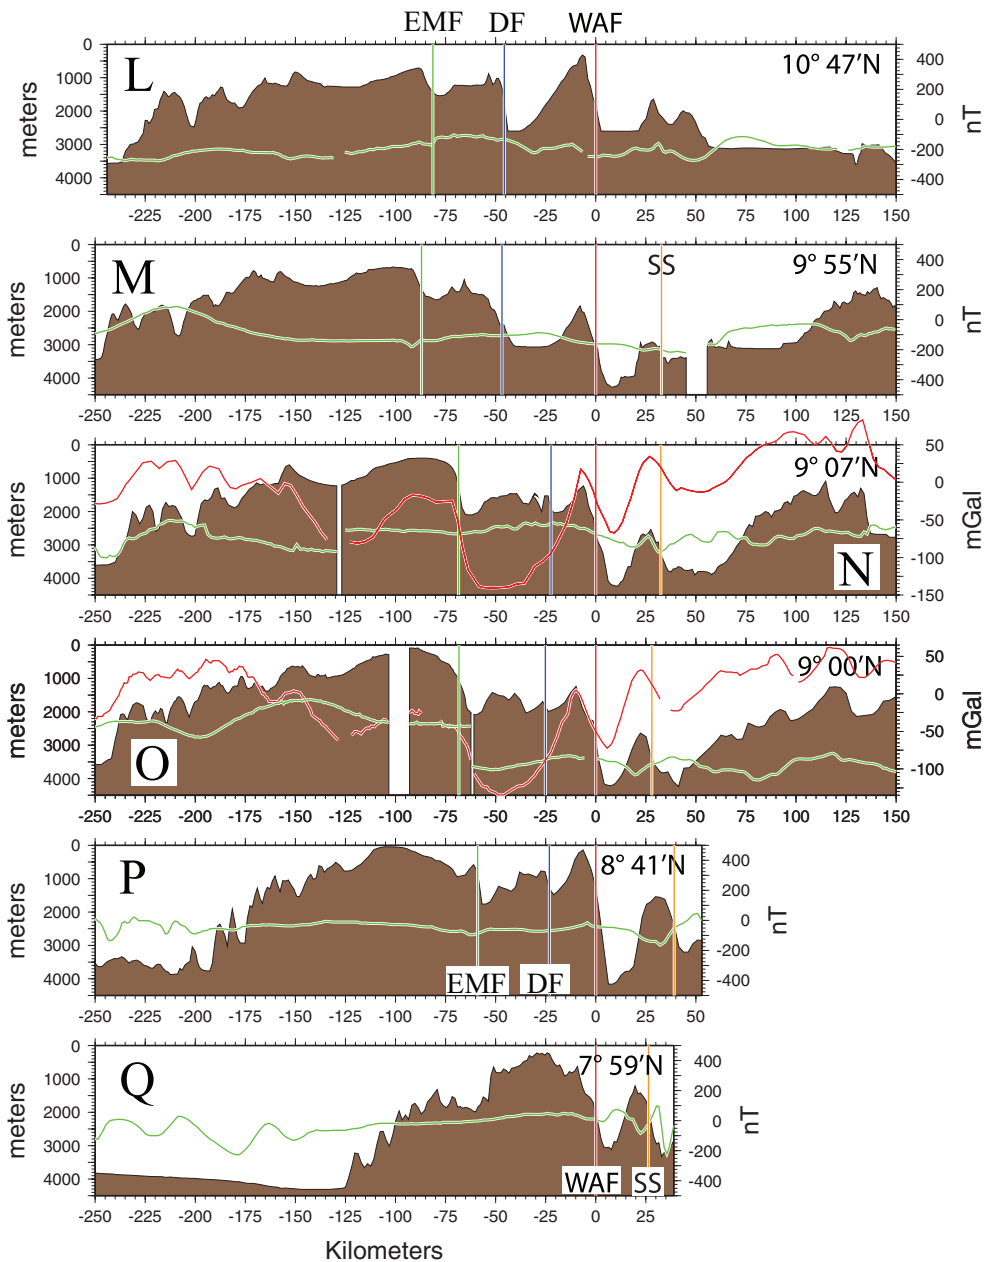 EMF DF WAF
L 10° 47'N
meters
nT
0 1000 2000 3000 4000
400 200 0 -200 -400
-225 -200 -175 -150 -125 -100 -75 -50 -25 0 25 50 75 100 125 150
M SS 9° 55'N
meters
nT
0 1000 2000 3000 4000
400 200 0 -200 -400
-250 -225 -200 -175 -150 -125 -100 -75 -50 -25 0 25 50 75 100 125 150
9° 07'N
N
meters
mGal
0 1000 2000 3000 4000
50 0 -50 -100 -150
-250 -225 -200 -175 -150 -125 -100 -75 -50 -25 0 25 50 75 100 125 150
9° 00'N
O
meters
mGal
0 1000 2000 3000 4000
50 0 -50 -100
-250 -225 -200 -175 -150 -125 -100 -75 -50 -25 0 25 50 75 100 125 150
P 8° 41'N
meters
nT
0 1000 2000 3000 4000
400 200 0 -200 -400
EMF DF
-250 -225 -200 -175 -150 -125 -100 -75 -50 -25 0 25 50
Q 7° 59'N
meters
nT
0 1000 2000 3000 4000
400 200 0 -200 -400
WAF SS
-250 -225 -200 -175 -150 -125 -100 -75 -50 -25 0 25
Kilometers